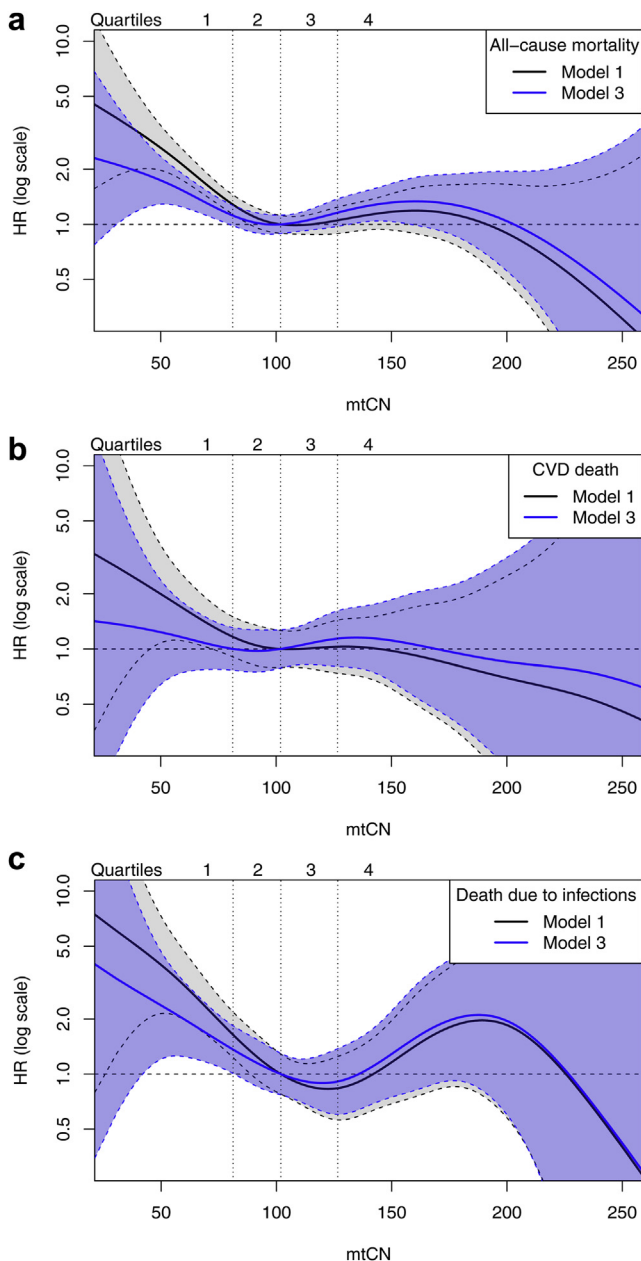 a
Quartiles 1 2 3 4
All−cause mortality
Model 1
Model 3
HR (log scale)
10.0
5.0
2.0
1.0
0.5
50 100 150 200 250
mtCN
b
Quartiles 1 2 3 4
CVD death
Model 1
Model 3
HR (log scale)
10.0
5.0
2.0
1.0
0.5
50 100 150 200 250
mtCN
c
Quartiles 1 2 3 4
Death due to infections
Model 1
Model 3
HR (log scale)
10.0
5.0
2.0
1.0
0.5
50 100 150 200 250
mtCN